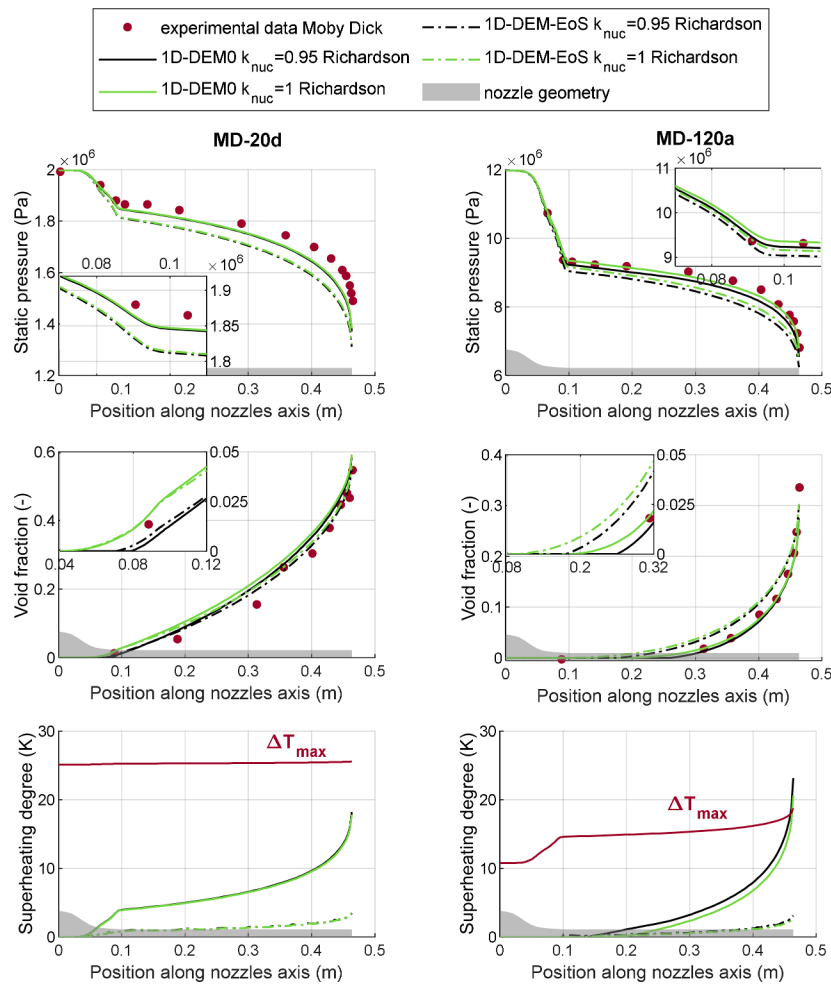 experimental data Moby Dick
1D-DEM0 k_nuc=0.95 Richardson
1D-DEM0 k_nuc=1 Richardson
1D-DEM-EoS k_nuc=0.95 Richardson
1D-DEM-EoS k_nuc=1 Richardson
nozzle geometry
MD-20d
× 10^6
2
1.8
1.6
1.4
1.2
Static pressure (Pa)
0.08 0.1
× 10^6
1.9
1.85
1.8
0 0.1 0.2 0.3 0.4 0.5
Position along nozzles axis (m)
MD-120a
× 10^6
12
10
8
6
Static pressure (Pa)
11
10
9
0.08 0.1
0 0.1 0.2 0.3 0.4 0.5
Position along nozzles axis (m)
0.6
0.4
0.2
0
Void fraction (-)
0.05
0.025
0
0.04 0.08 0.12
0 0.1 0.2 0.3 0.4 0.5
Position along nozzles axis (m)
0.4
0.3
0.2
0.1
0
Void fraction (-)
0.05
0.025
0
0.08 0.2 0.32
0 0.1 0.2 0.3 0.4 0.5
Position along nozzles axis (m)
30
20
10
0
Superheating degree (K)
ΔT_max
0 0.1 0.2 0.3 0.4 0.5
Position along nozzles axis (m)
30
20
10
0
Superheating degree (K)
ΔT_max
0 0.1 0.2 0.3 0.4 0.5
Position along nozzles axis (m)